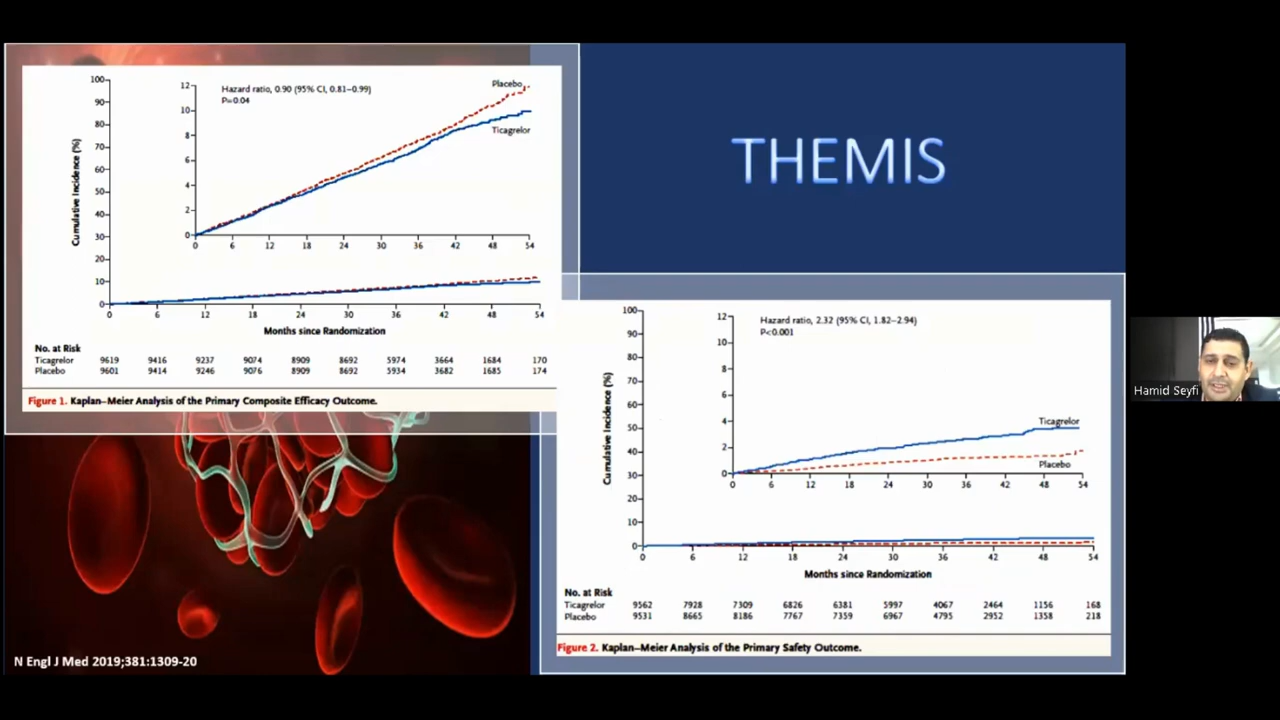 THEMIS
Cumulative Incidence (%)
100
90
80
70
60
50
40
30
20
10
0
12
10
8
6
4
2
0
Hazard ratio, 0.90 (95% CI, 0.81–0.99)
P=0.04
Placebo
Ticagrelor
0 6 12 18 24 30 36 42 48 54
0 6 12 18 24 30 36 42 48 54
Months since Randomization
No. at Risk
Ticagrelor 9619 9416 9237 9074 8909 8692 5974 3664 1684 170
Placebo 9601 9414 9246 9076 8909 8692 5934 3682 1685 174
Figure 1. Kaplan–Meier Analysis of the Primary Composite Efficacy Outcome.
Cumulative Incidence (%)
100
90
80
70
60
50
40
30
20
10
0
12
10
8
6
4
2
0
Hazard ratio, 2.32 (95% CI, 1.82–2.94)
P<0.001
Ticagrelor
Placebo
0 6 12 18 24 30 36 42 48 54
0 6 12 18 24 30 36 42 48 54
Months since Randomization
No. at Risk
Ticagrelor 9562 7928 7309 6826 6381 5997 4067 2464 1156 168
Placebo 9531 8665 8186 7767 7359 6967 4795 2952 1358 218
Figure 2. Kaplan–Meier Analysis of the Primary Safety Outcome.
N Engl J Med 2019;381:1309-20
Hamid Seyfi